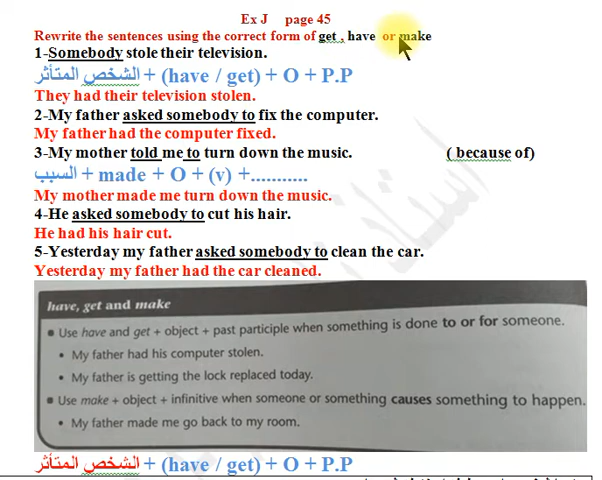 Ex J page 45
Rewrite the sentences using the correct form of get , have or make
1-Somebody stole their television.
الشخص المتأثر + (have / get) + O + P.P
They had their television stolen.
2-My father asked somebody to fix the computer.
My father had the computer fixed.
3-My mother told me to turn down the music. ( because of)
السبب + made + O + (v) +...........
My mother made me turn down the music.
4-He asked somebody to cut his hair.
He had his hair cut.
5-Yesterday my father asked somebody to clean the car.
Yesterday my father had the car cleaned.
have, get and make
• Use have and get + object + past participle when something is done to or for someone.
• My father had his computer stolen.
• My father is getting the lock replaced today.
• Use make + object + infinitive when someone or something causes something to happen.
• My father made me go back to my room.
الشخص المتأثر + (have / get) + O + P.P